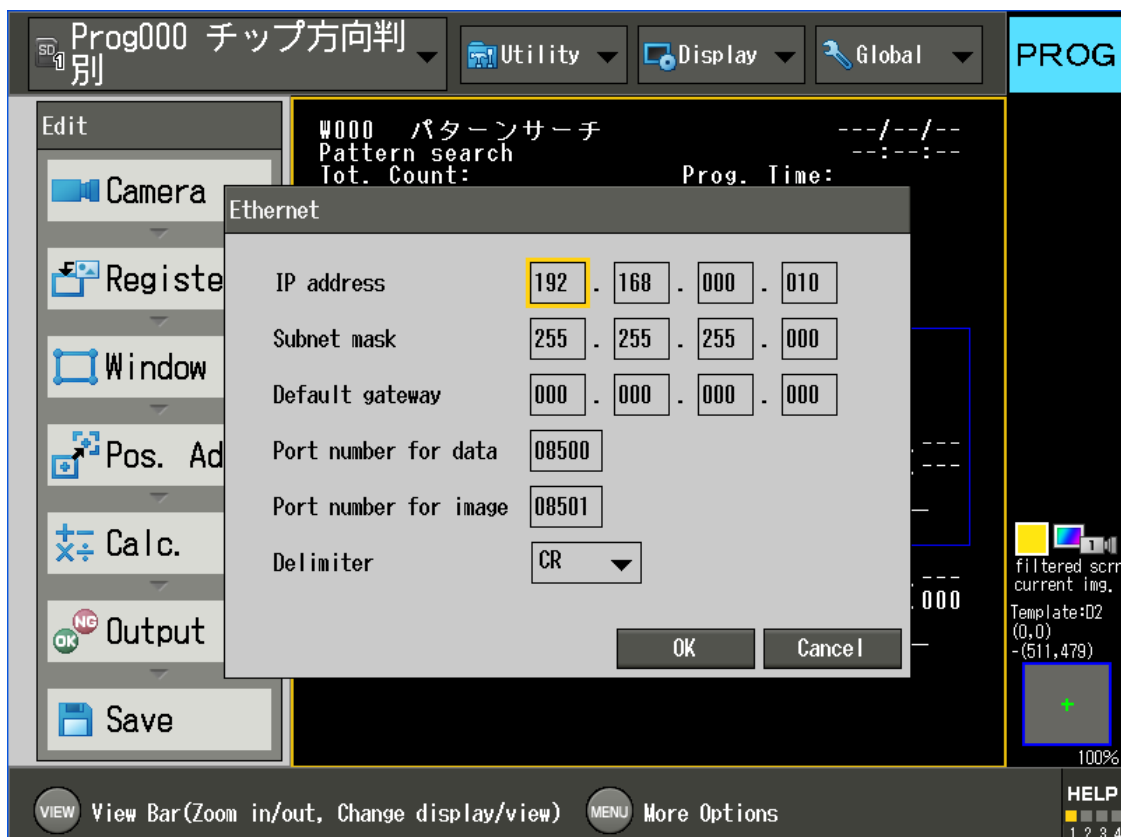 SD1 Prog000 チップ方向判
別
Utility
Display
Global
PROG
Edit
Camera
Registe
Window
Pos. Ad
Calc.
NG
OK
Output
Save
W000 パターンサーチ ---/--/--
Pattern search --:--:--
Tot. Count: Prog. Time:
Ethernet
IP address 192 . 168 . 000 . 010
Subnet mask 255 . 255 . 255 . 000
Default gateway 000 . 000 . 000 . 000
Port number for data 08500
Port number for image 08501
Delimiter CR
OK Cancel
.---
.---
.---
.000
1
filtered scrn
current img.
Template:D2
(0,0)
-(511,479)
100%
VIEW View Bar(Zoom in/out, Change display/view) MENU More Options
HELP
1 2 3 4